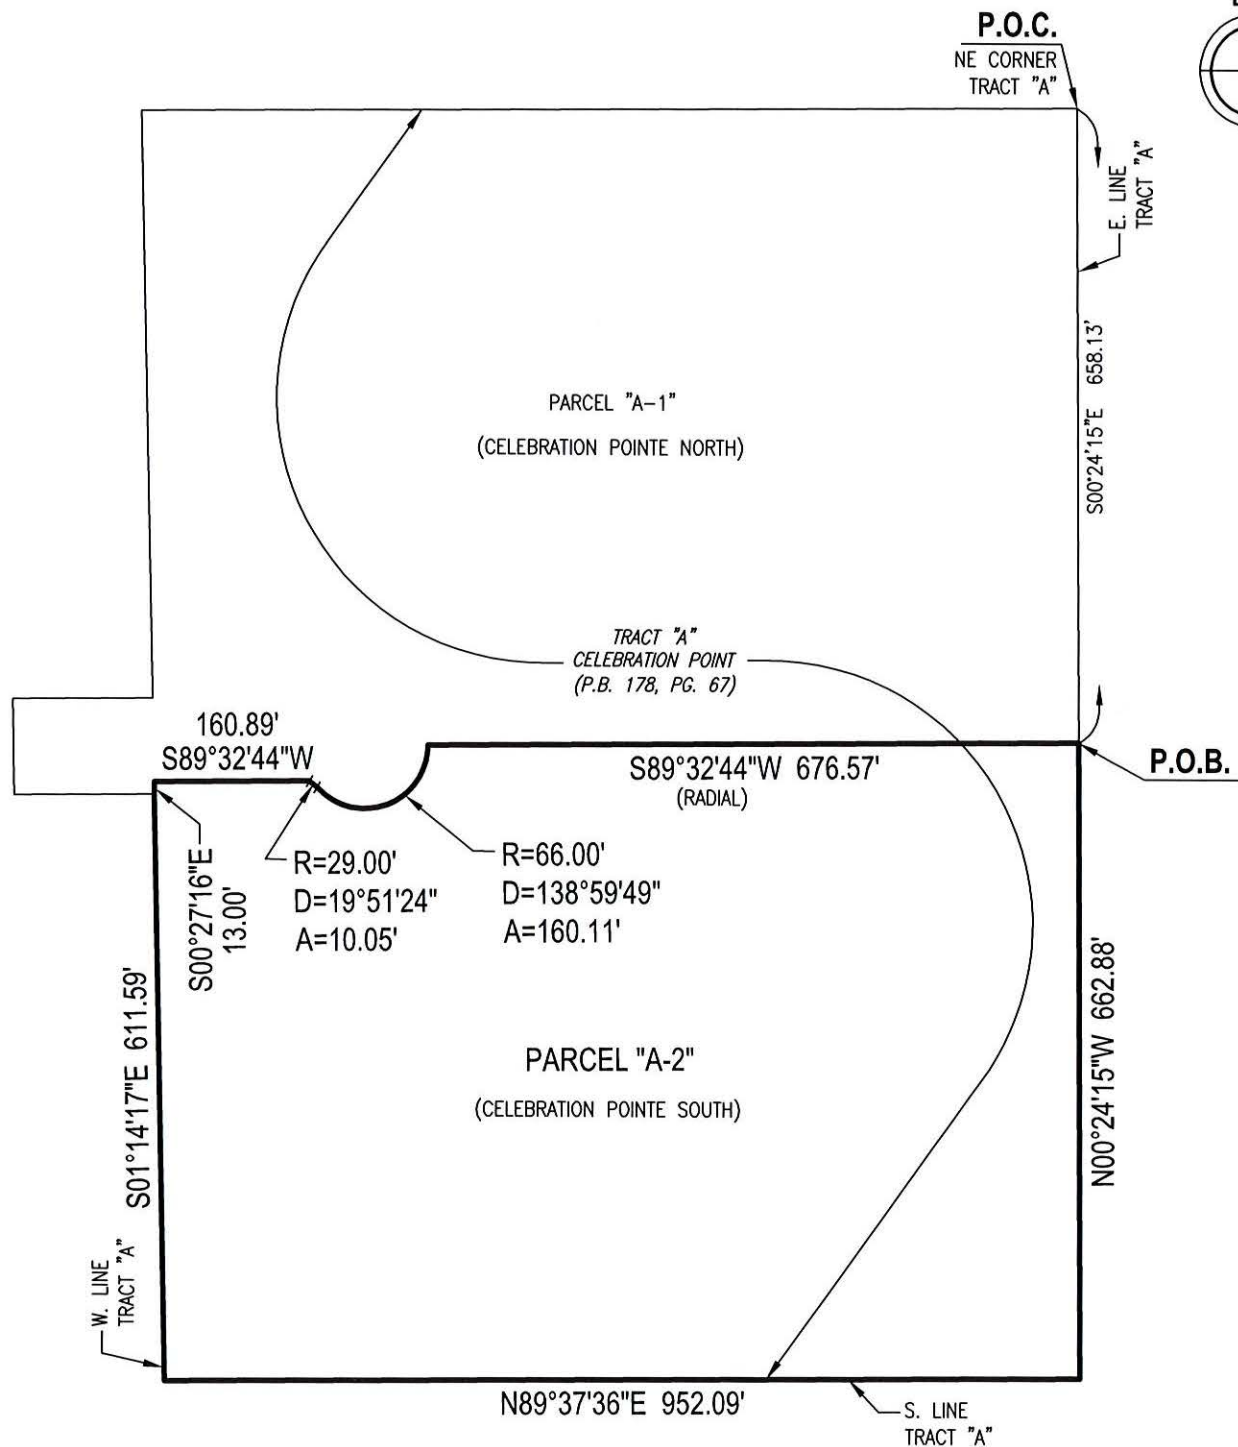 P.O.C.
NE CORNER
TRACT "A"
E. LINE
TRACT "A"
S00°24'15"E 658.13'
PARCEL "A-1"
(CELEBRATION POINTE NORTH)
TRACT "A"
CELEBRATION POINT
(P.B. 178, PG. 67)
160.89'
S89°32'44"W
S89°32'44"W 676.57'
(RADIAL)
P.O.B.
S00°27'16"E
13.00'
R=29.00'
D=19°51'24"
A=10.05'
R=66.00'
D=138°59'49"
A=160.11'
S01°14'17"E 611.59'
PARCEL "A-2"
(CELEBRATION POINTE SOUTH)
N00°24'15"W 662.88'
W. LINE
TRACT "A"
N89°37'36"E 952.09'
S. LINE
TRACT "A"